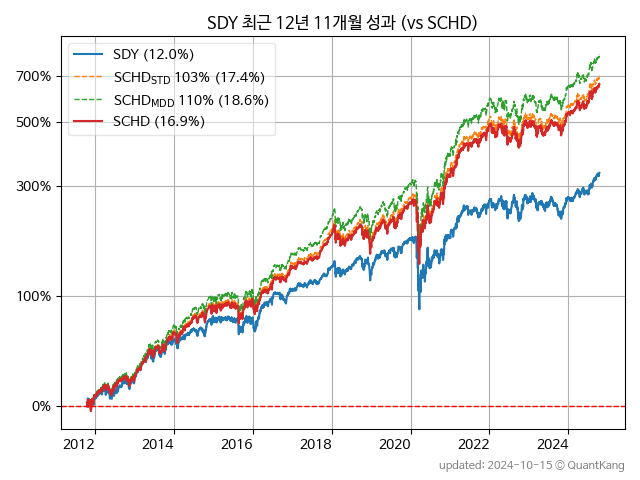 SDY 최근 12년 11개월 성과 (vs SCHD)
SDY (12.0%)
SCHD_STD 103% (17.4%)
SCHD_MDD 110% (18.6%)
SCHD (16.9%)
700%
500%
300%
100%
0%
2012 2014 2016 2018 2020 2022 2024
updated: 2024-10-15 © QuantKang